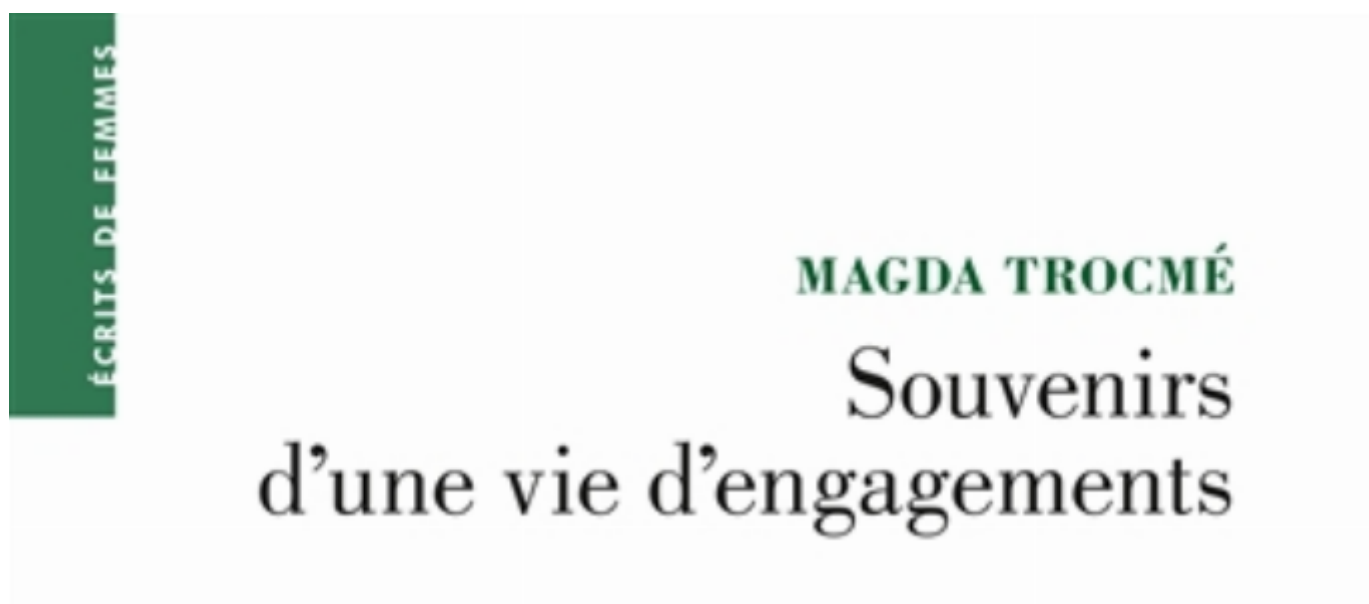 ÉCRITS DE FEMMES
MAGDA TROCMÉ
Souvenirs
d’une vie d’engagements